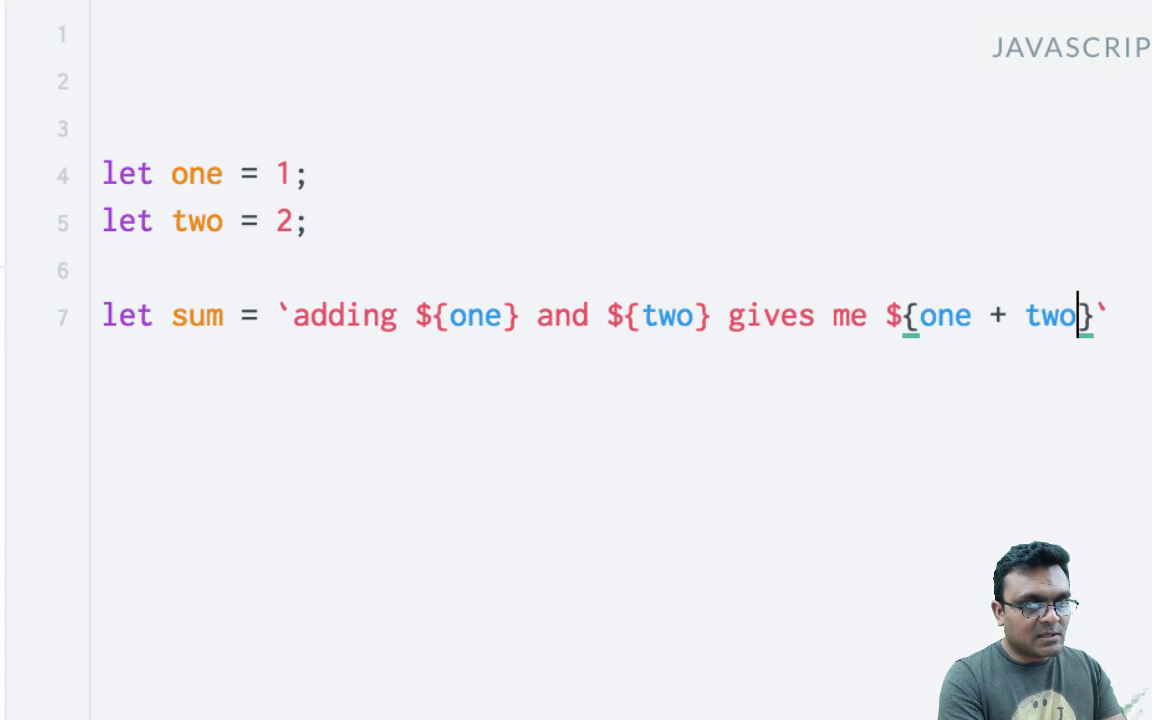 JAVASCRIP
1
2
3
4 let one = 1;
5 let two = 2;
6
7 let sum = `adding ${one} and ${two} gives me ${one + two}`